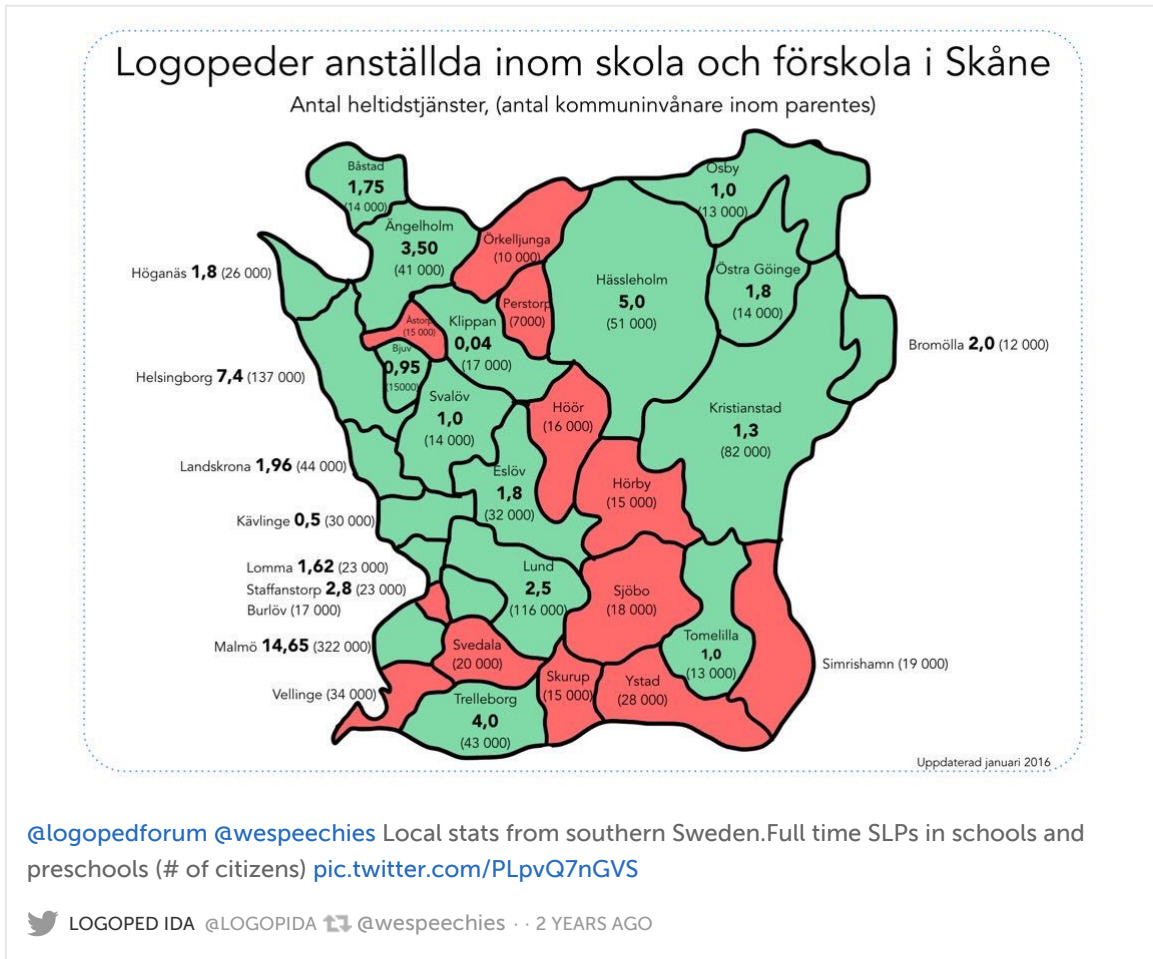 Logopeder anställda inom skola och förskola i Skåne
Antal heltidstjänster, (antal kommuninvånare inom parentes)
Båstad
1,75
(14 000)
Ängelholm
3,50
(41 000)
Örkelljunga
(10 000)
Osby
1,0
(13 000)
Höganäs 1,8 (26 000)
Hässleholm
5,0
(51 000)
Östra Göinge
1,8
(14 000)
Perstorp
(7000)
Åstorp
(15 000)
Klippan
0,04
(17 000)
Bromölla 2,0 (12 000)
Bjuv
0,95
(15000)
Helsingborg 7,4 (137 000)
Svalöv
1,0
(14 000)
Höör
(16 000)
Kristianstad
1,3
(82 000)
Landskrona 1,96 (44 000)
Eslöv
1,8
(32 000)
Hörby
(15 000)
Kävlinge 0,5 (30 000)
Lomma 1,62 (23 000)
Staffanstorp 2,8 (23 000)
Burlöv (17 000)
Lund
2,5
(116 000)
Sjöbo
(18 000)
Malmö 14,65 (322 000)
Svedala
(20 000)
Tomelilla
1,0
(13 000)
Simrishamn (19 000)
Vellinge (34 000)
Skurup
(15 000)
Ystad
(28 000)
Trelleborg
4,0
(43 000)
Uppdaterad januari 2016
@logopedforum @wespeechies Local stats from southern Sweden.Full time SLPs in schools and
preschools (# of citizens) pic.twitter.com/PLpvQ7nGVS
LOGOPED IDA @LOGOPIDA @wespeechies · · 2 YEARS AGO